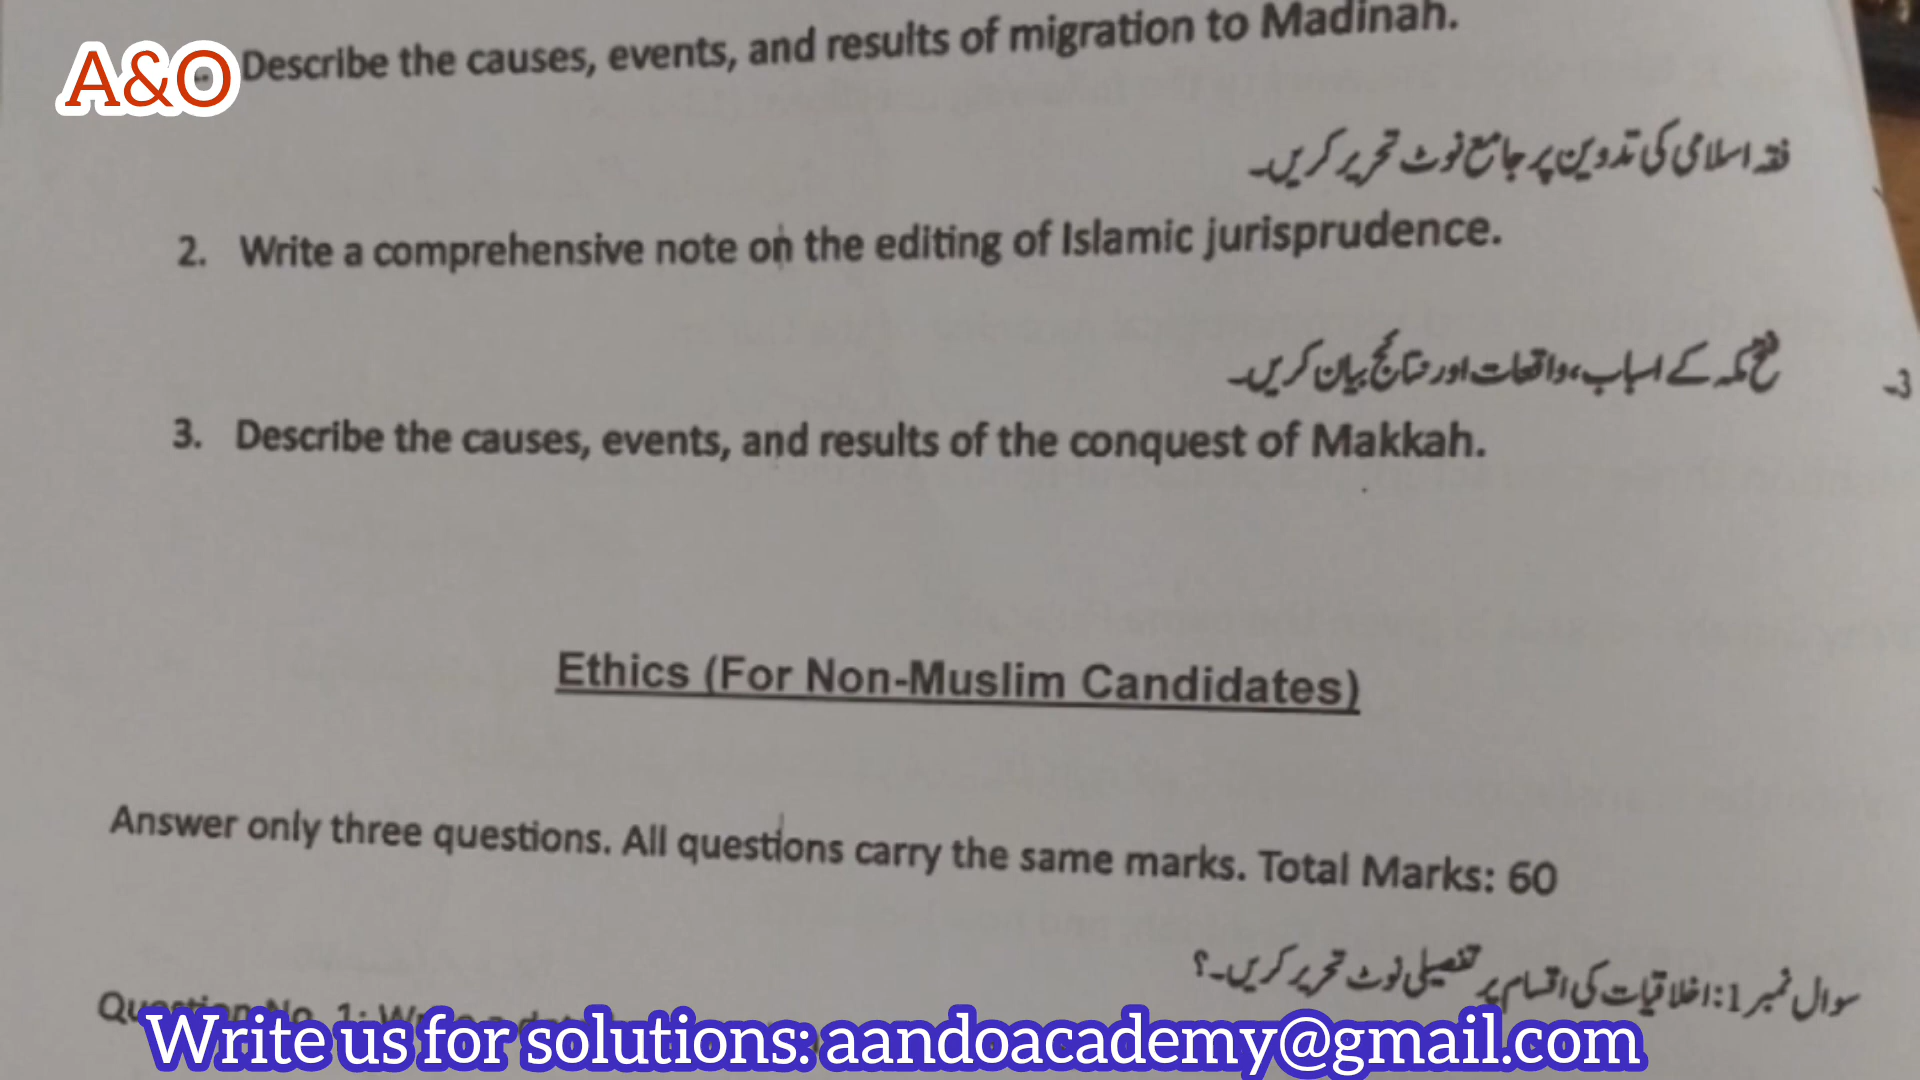 A&O
Describe the causes, events, and results of migration to Madinah.
فقہ اسلامی کی تدوین پر جامع نوٹ تحریر کریں۔
2. Write a comprehensive note on the editing of Islamic jurisprudence.
3۔ فتح مکہ کے اسباب، واقعات اور نتائج بیان کریں۔
3. Describe the causes, events, and results of the conquest of Makkah.
Ethics (For Non-Muslim Candidates)
Answer only three questions. All questions carry the same marks. Total Marks: 60
سوال نمبر 1: اخلاقیات کی اقسام پر تفصیلی نوٹ تحریر کریں۔؟
Question No. 1: Write a
Write us for solutions: aandoacademy@gmail.com